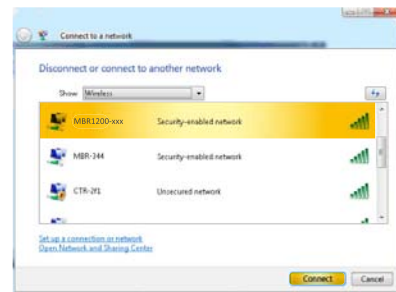 Connect to a network
Disconnect or connect to another network
Show Wireless
MBR1200-xxx Security-enabled network
MBR-344 Security-enabled network
CTR-2f1 Unsecured network
Set up a connection or network
Open Network and Sharing Center
Connect Cancel